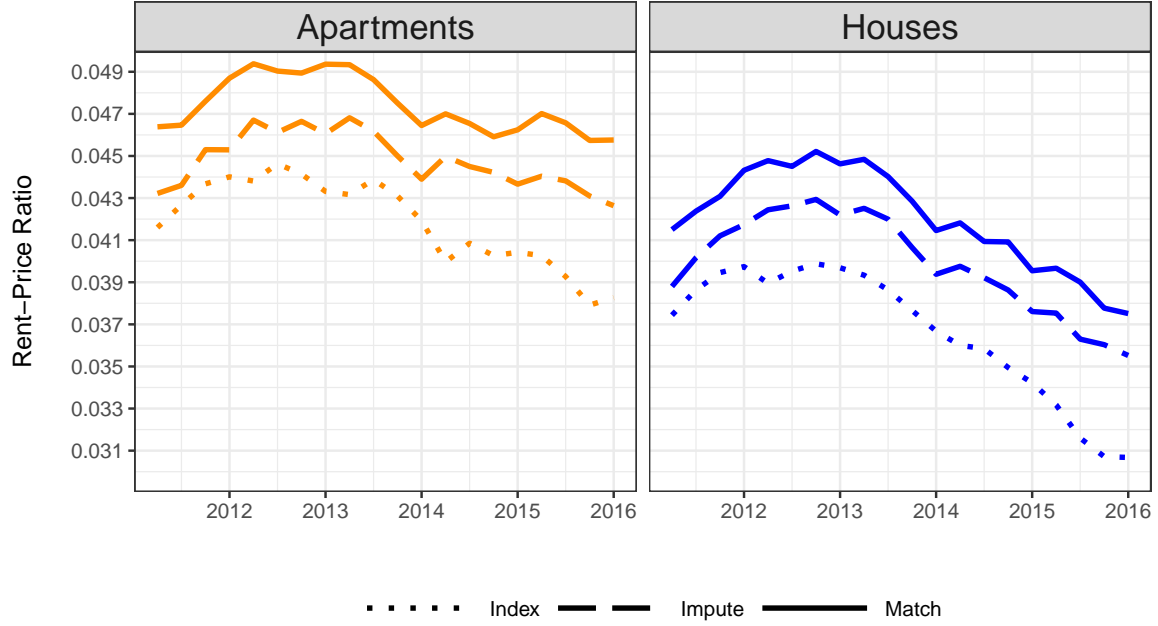 Apartments Houses
Rent−Price Ratio
0.049
0.047
0.045
0.043
0.041
0.039
0.037
0.035
0.033
0.031
2012 2013 2014 2015 2016 2012 2013 2014 2015 2016
Index Impute Match